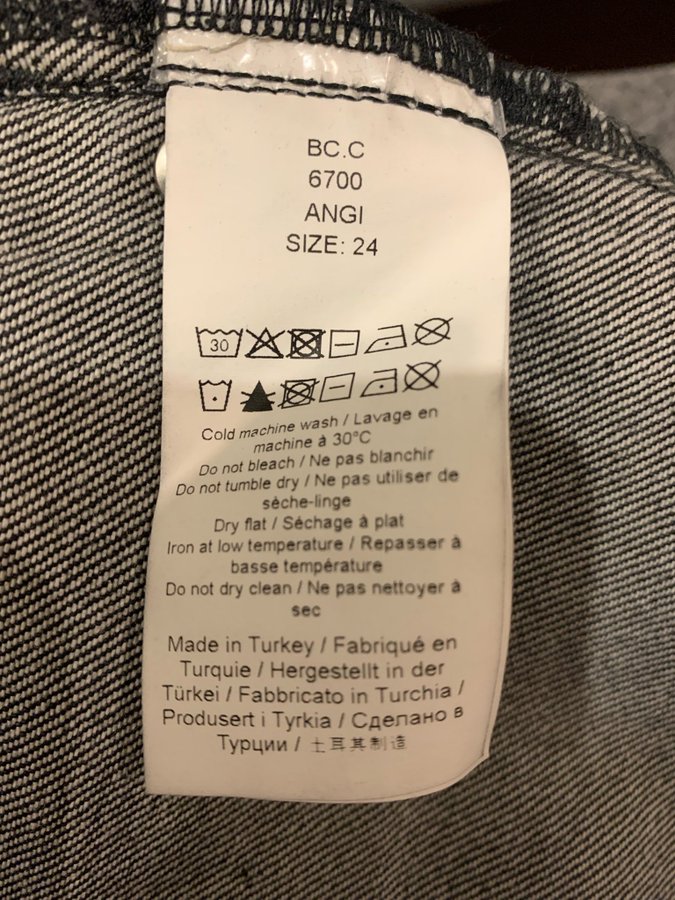 BC.C
6700
ANGI
SIZE: 24
30
Cold machine wash / Lavage en
machine à 30°C
Do not bleach / Ne pas blanchir
Do not tumble dry / Ne pas utiliser de
sèche-linge
Dry flat / Séchage à plat
Iron at low temperature / Repasser à
basse température
Do not dry clean / Ne pas nettoyer à
sec
Made in Turkey / Fabriqué en
Turquie / Hergestellt in der
Türkei / Fabbricato in Turchia /
Produsert i Tyrkia / Сделано в
Турции / 土耳其制造